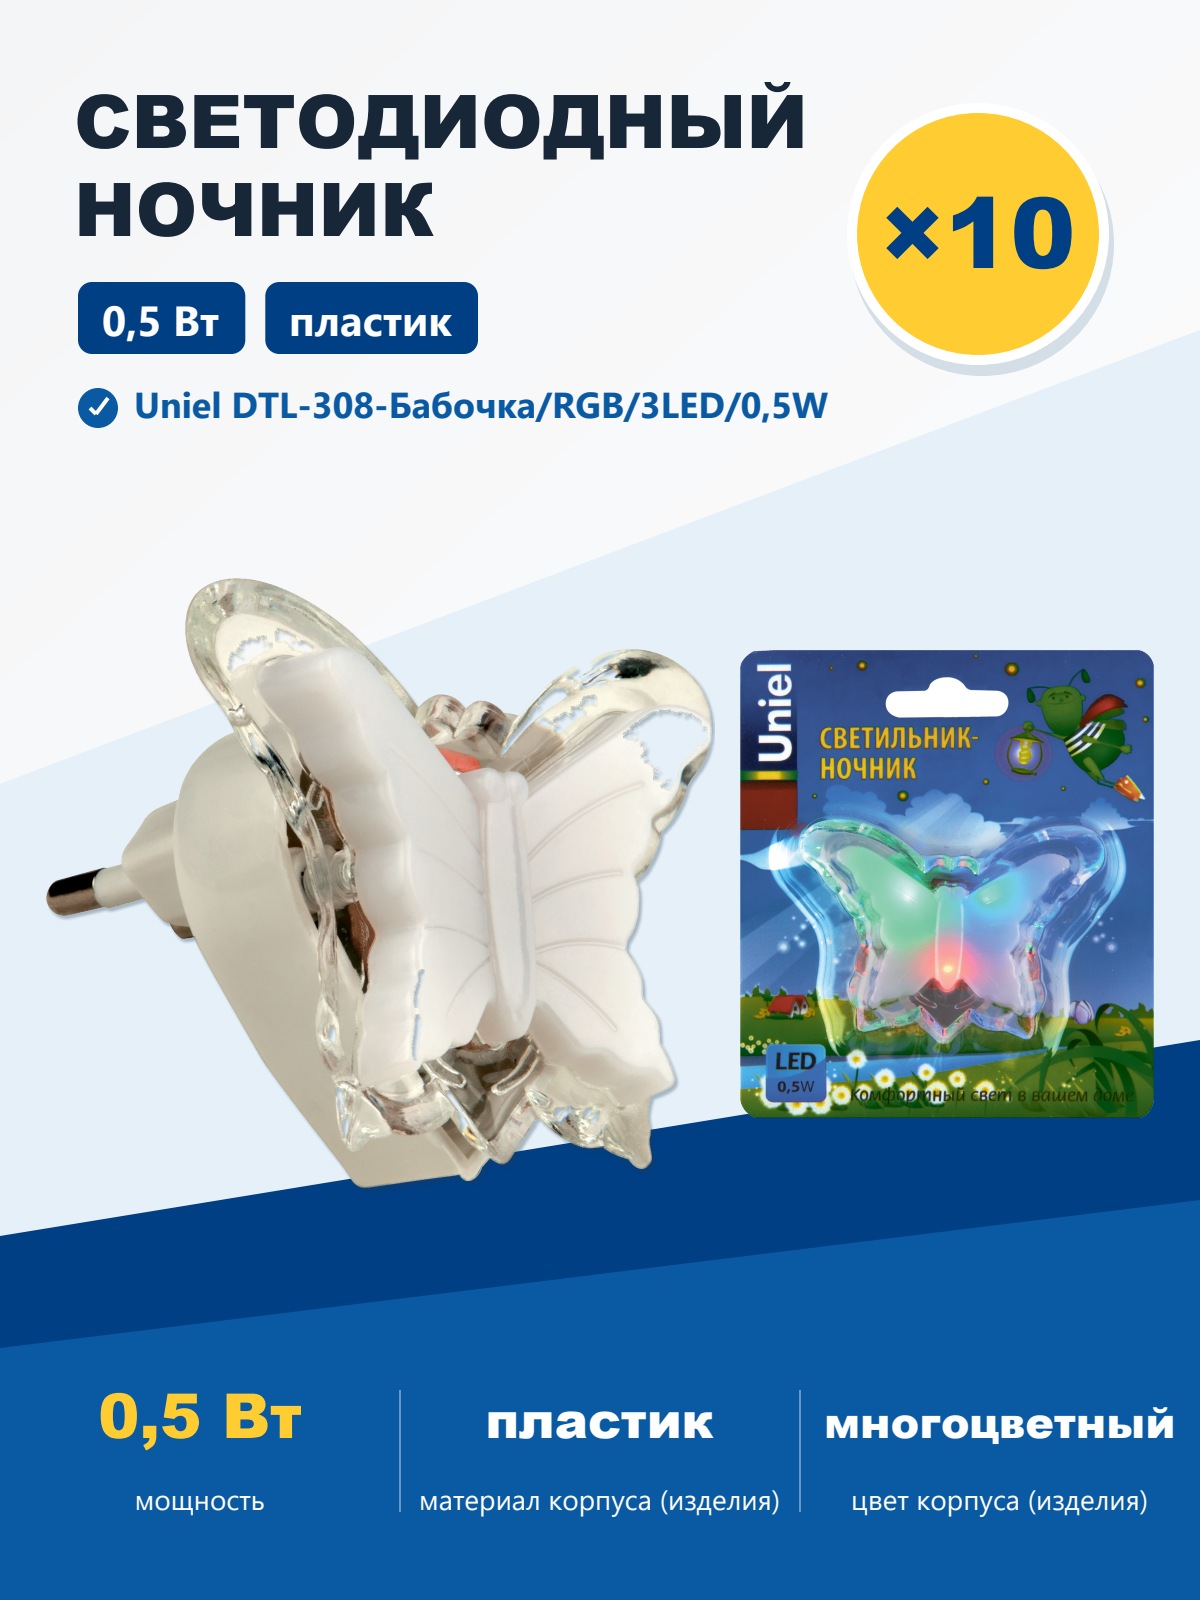 СВЕТОДИОДНЫЙ
НОЧНИК
×10
0,5 Вт
пластик
Uniel DTL-308-Бабочка/RGB/3LED/0,5W
Uniel
СВЕТИЛЬНИК-
НОЧНИК
LED
0,5W
Комфортный свет в вашем доме
0,5 Вт
мощность
пластик
материал корпуса (изделия)
многоцветный
цвет корпуса (изделия)